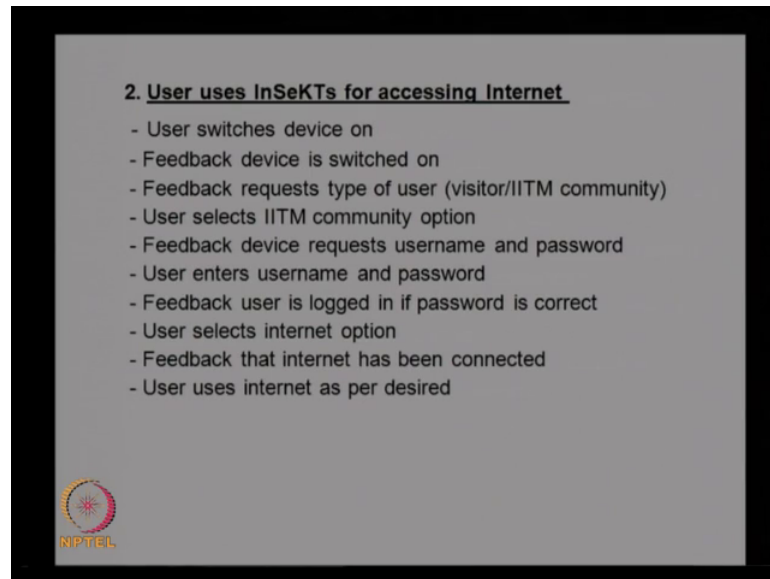 2. User uses InSeKTs for accessing Internet
- User switches device on
- Feedback device is switched on
- Feedback requests type of user (visitor/IITM community)
- User selects IITM community option
- Feedback device requests username and password
- User enters username and password
- Feedback user is logged in if password is correct
- User selects internet option
- Feedback that internet has been connected
- User uses internet as per desired
NPTEL